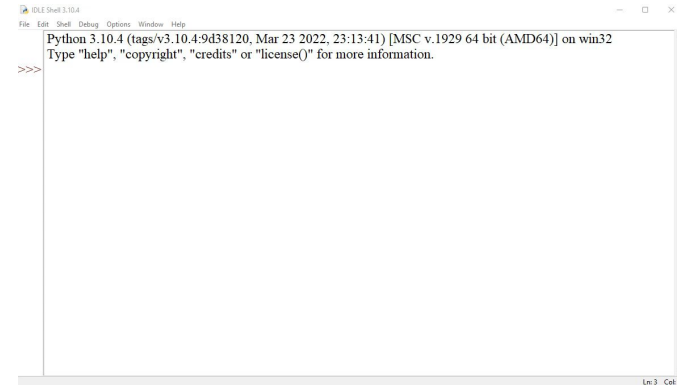 IDLE Shell 3.10.4
File Edit Shell Debug Options Window Help
Python 3.10.4 (tags/v3.10.4:9d38120, Mar 23 2022, 23:13:41) [MSC v.1929 64 bit (AMD64)] on win32
Type "help", "copyright", "credits" or "license()" for more information.
>>>
Ln: 3 Col: